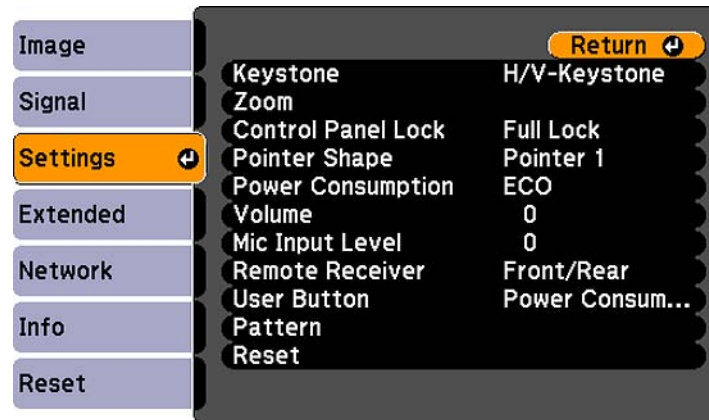 Image
Signal
Settings
Extended
Network
Info
Reset
Return
Keystone H/V-Keystone
Zoom
Control Panel Lock Full Lock
Pointer Shape Pointer 1
Power Consumption ECO
Volume 0
Mic Input Level 0
Remote Receiver Front/Rear
User Button Power Consum...
Pattern
Reset